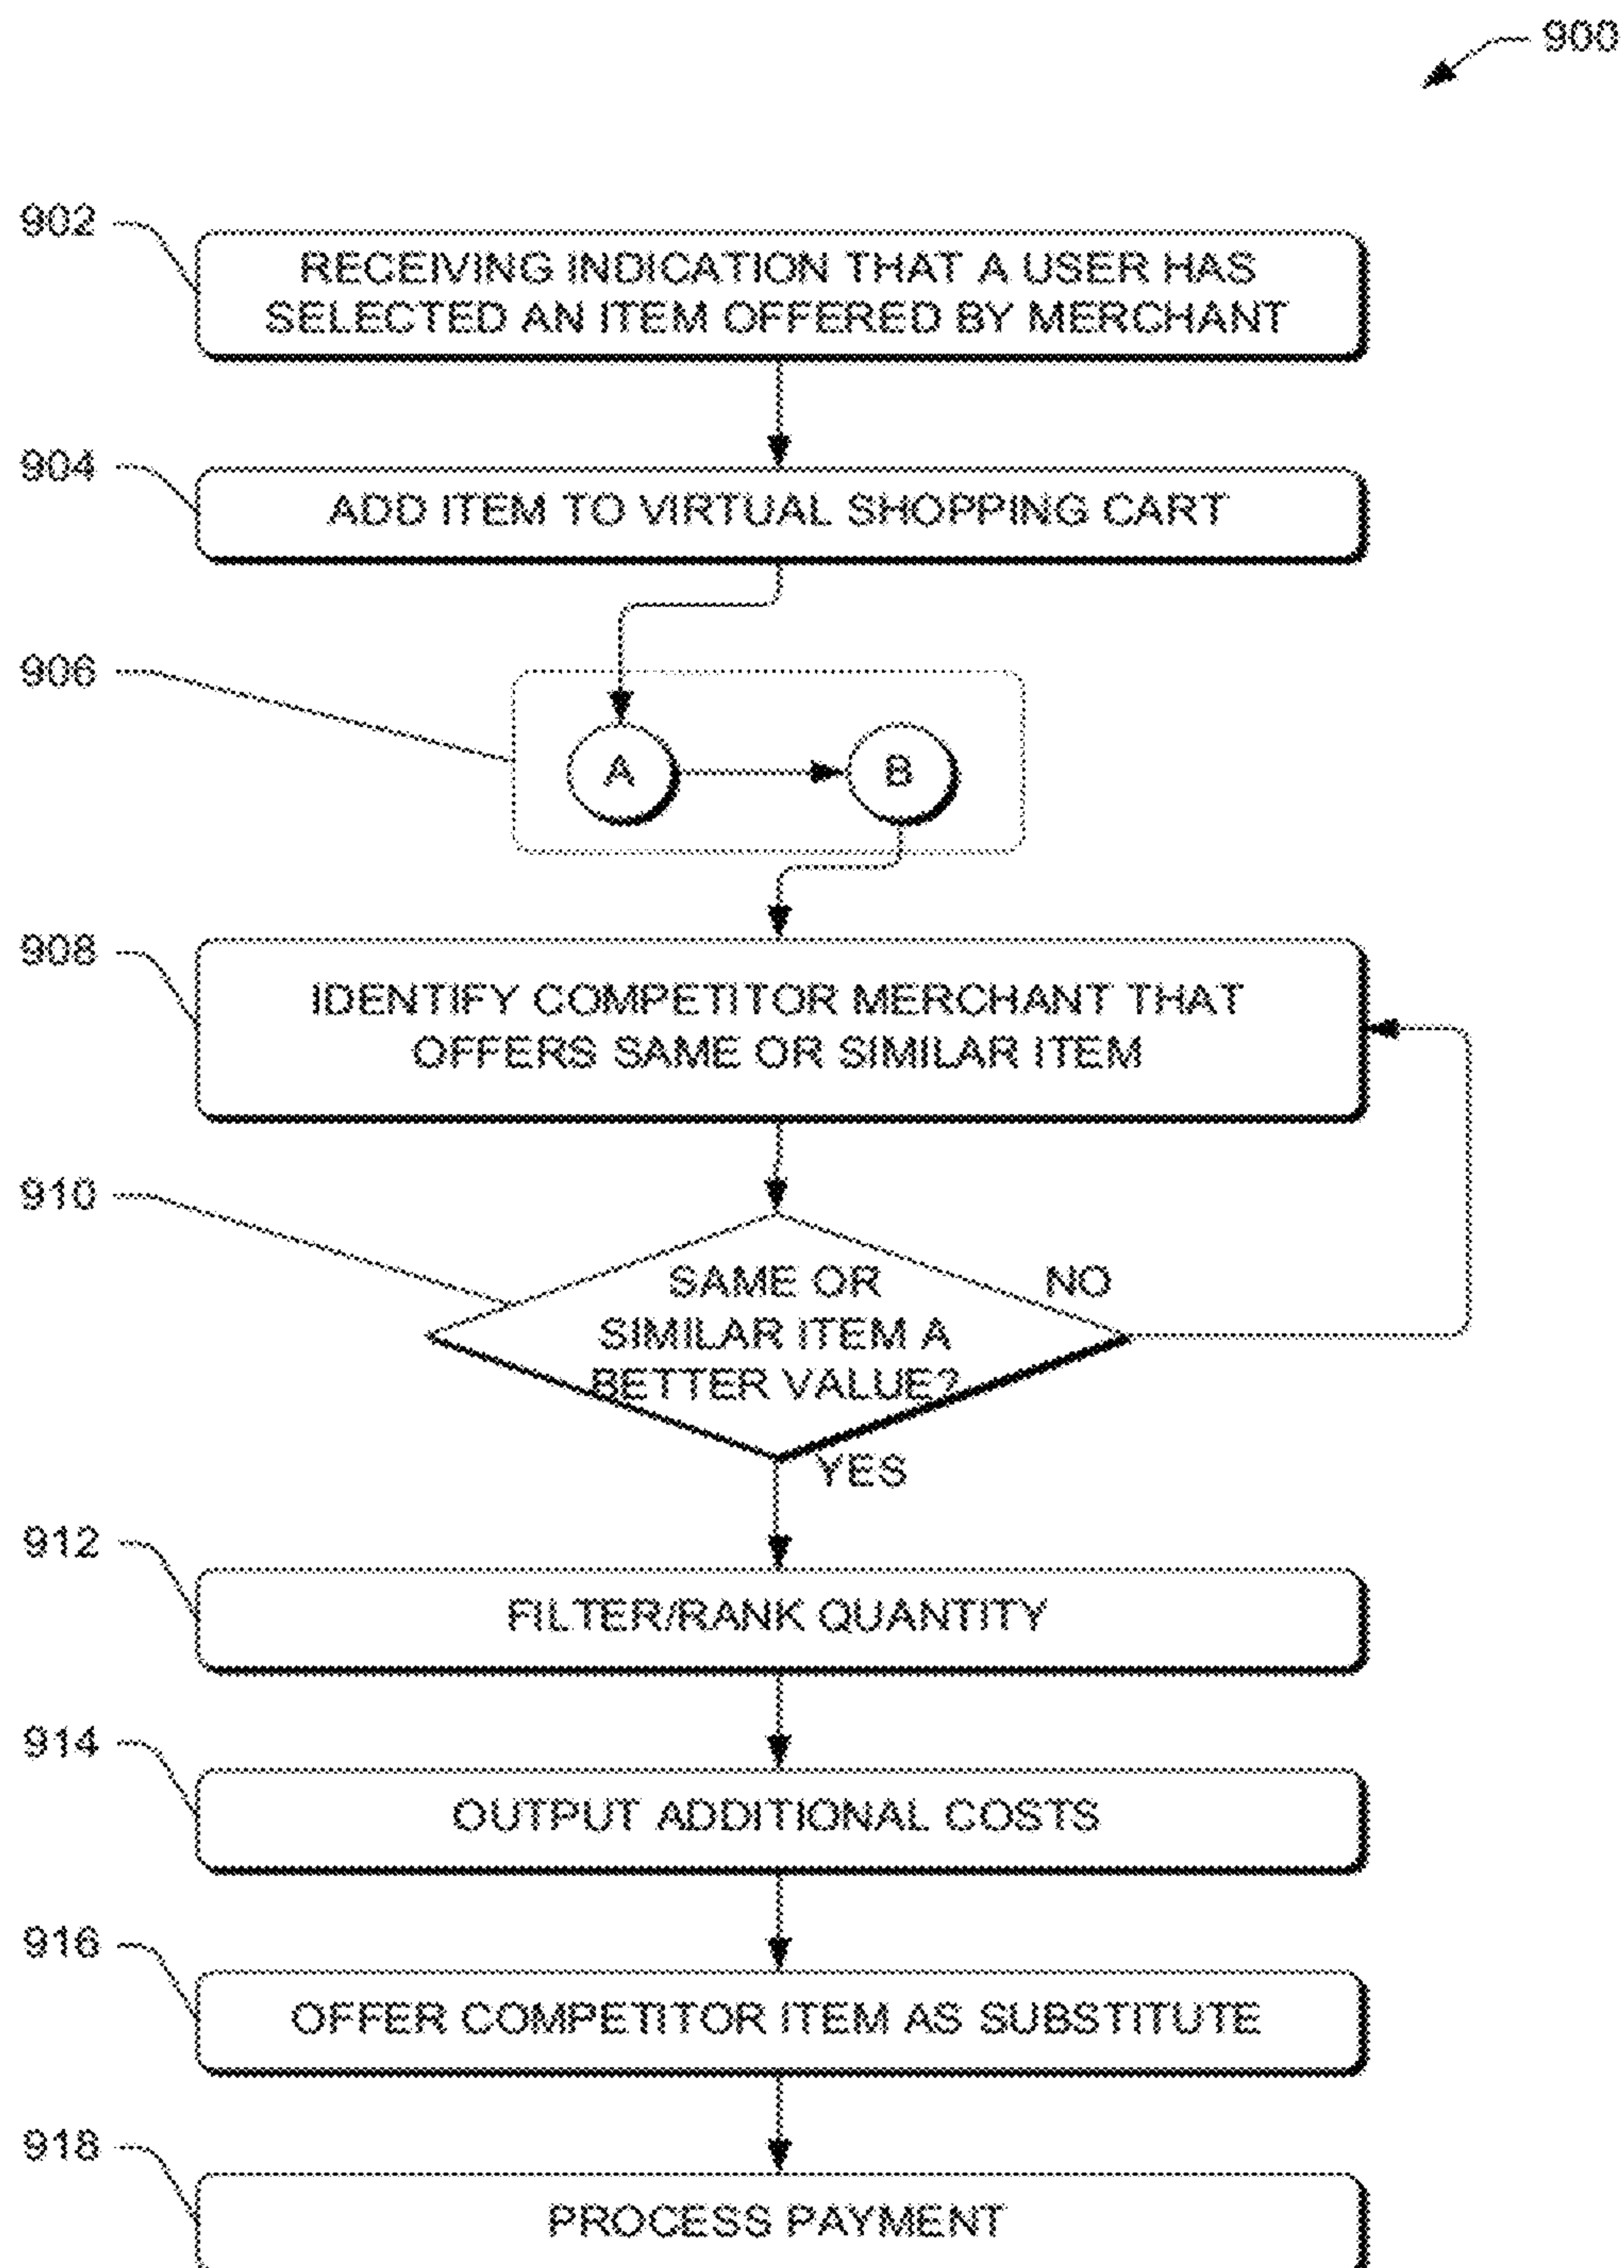 900
902
RECEIVING INDICATION THAT A USER HAS
SELECTED AN ITEM OFFERED BY MERCHANT
904
ADD ITEM TO VIRTUAL SHOPPING CART
906
A
B
908
IDENTIFY COMPETITOR MERCHANT THAT
OFFERS SAME OR SIMILAR ITEM
910
SAME OR
SIMILAR ITEM A
BETTER VALUE?
NO
YES
912
FILTER/RANK QUANTITY
914
OUTPUT ADDITIONAL COSTS
916
OFFER COMPETITOR ITEM AS SUBSTITUTE
918
PROCESS PAYMENT